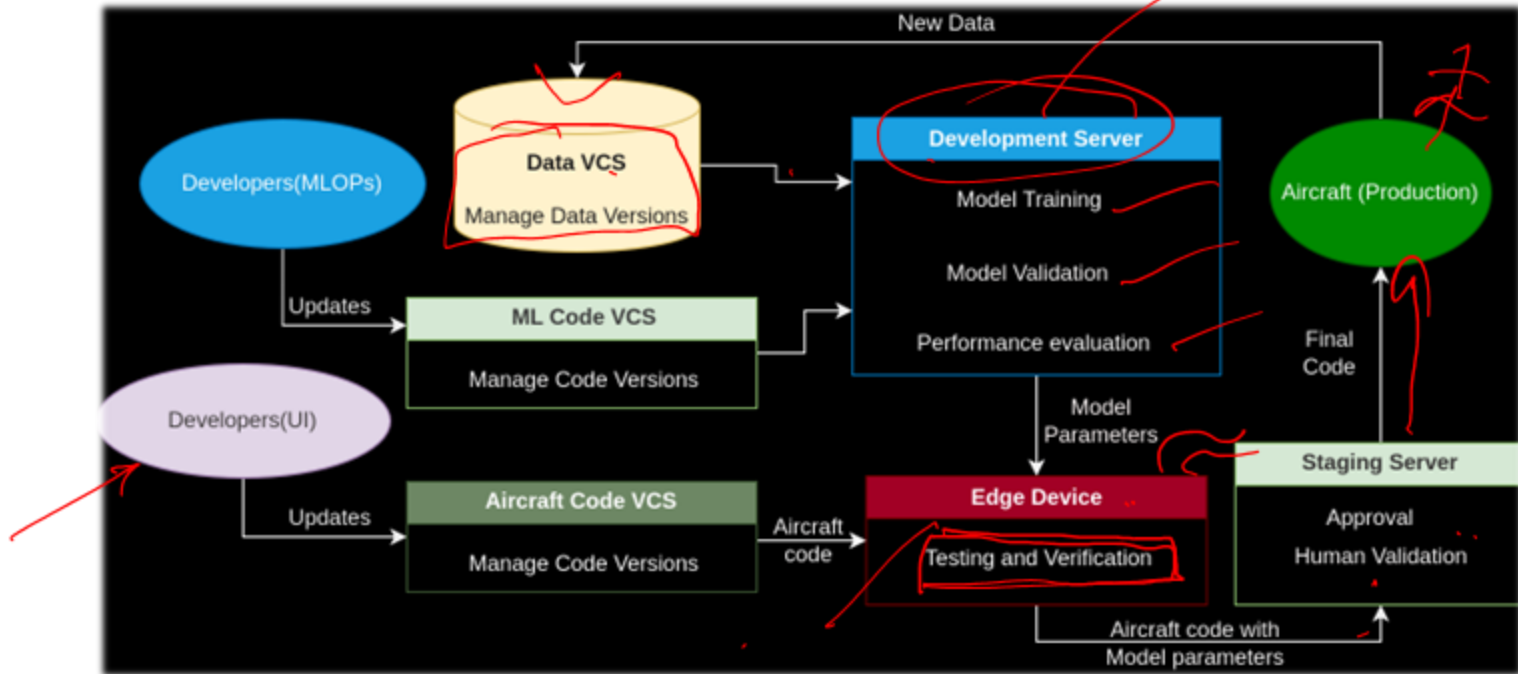 New Data
Developers(MLOPs)
Data VCS
Manage Data Versions
Development Server
Model Training
Model Validation
Performance evaluation
Aircraft (Production)
Updates
ML Code VCS
Manage Code Versions
Developers(UI)
Final
Code
Model
Parameters
Updates
Aircraft Code VCS
Manage Code Versions
Aircraft
code
Edge Device
Testing and Verification
Staging Server
Approval
Human Validation
Aircraft code with
Model parameters